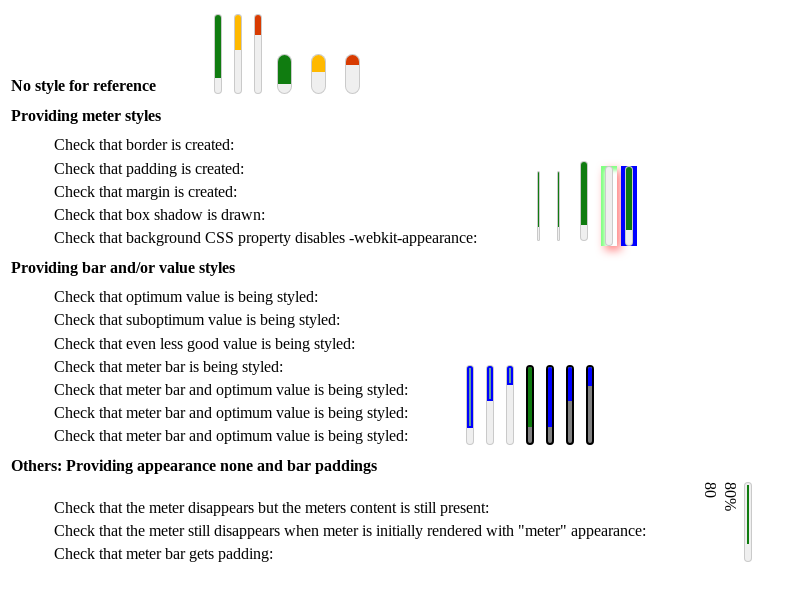 No style for reference
Providing meter styles
Check that border is created:
Check that padding is created:
Check that margin is created:
Check that box shadow is drawn:
Check that background CSS property disables -webkit-appearance:
Providing bar and/or value styles
Check that optimum value is being styled:
Check that suboptimum value is being styled:
Check that even less good value is being styled:
Check that meter bar is being styled:
Check that meter bar and optimum value is being styled:
Check that meter bar and optimum value is being styled:
Check that meter bar and optimum value is being styled:
Others: Providing appearance none and bar paddings
Check that the meter disappears but the meters content is still present:
Check that the meter still disappears when meter is initially rendered with "meter" appearance:
Check that meter bar gets padding:
80
80%